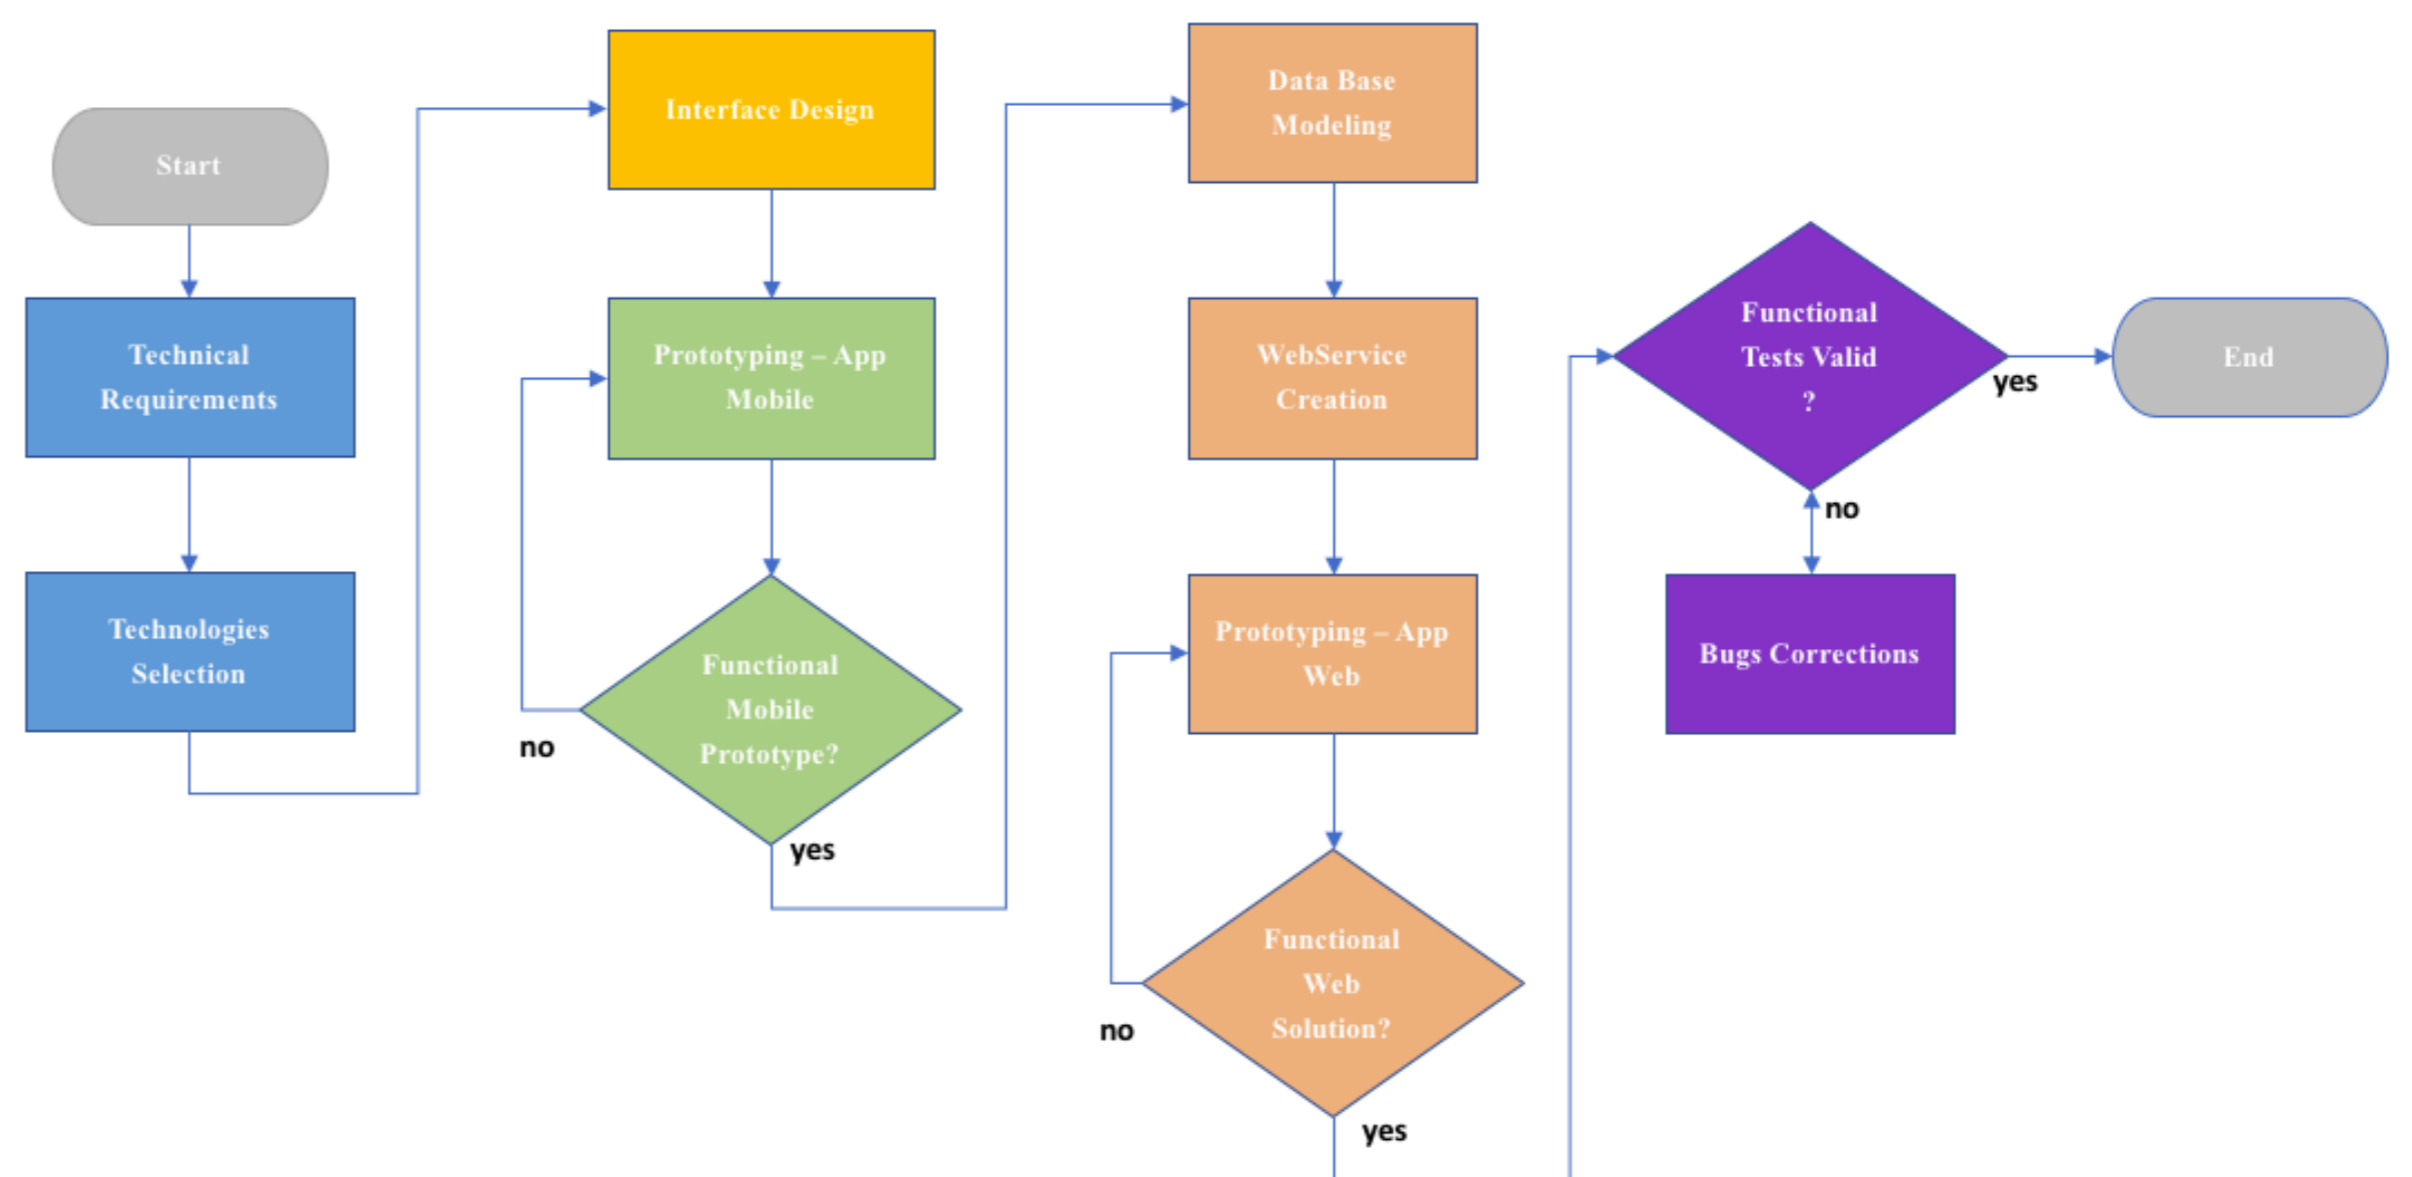 Start
Technical
Requirements
Technologies
Selection
Interface Design
Prototyping – App
Mobile
Functional
Mobile
Prototype?
no
yes
Data Base
Modeling
WebService
Creation
Prototyping – App
Web
Functional
Web
Solution?
no
yes
Functional
Tests Valid
?
yes
no
Bugs Corrections
End